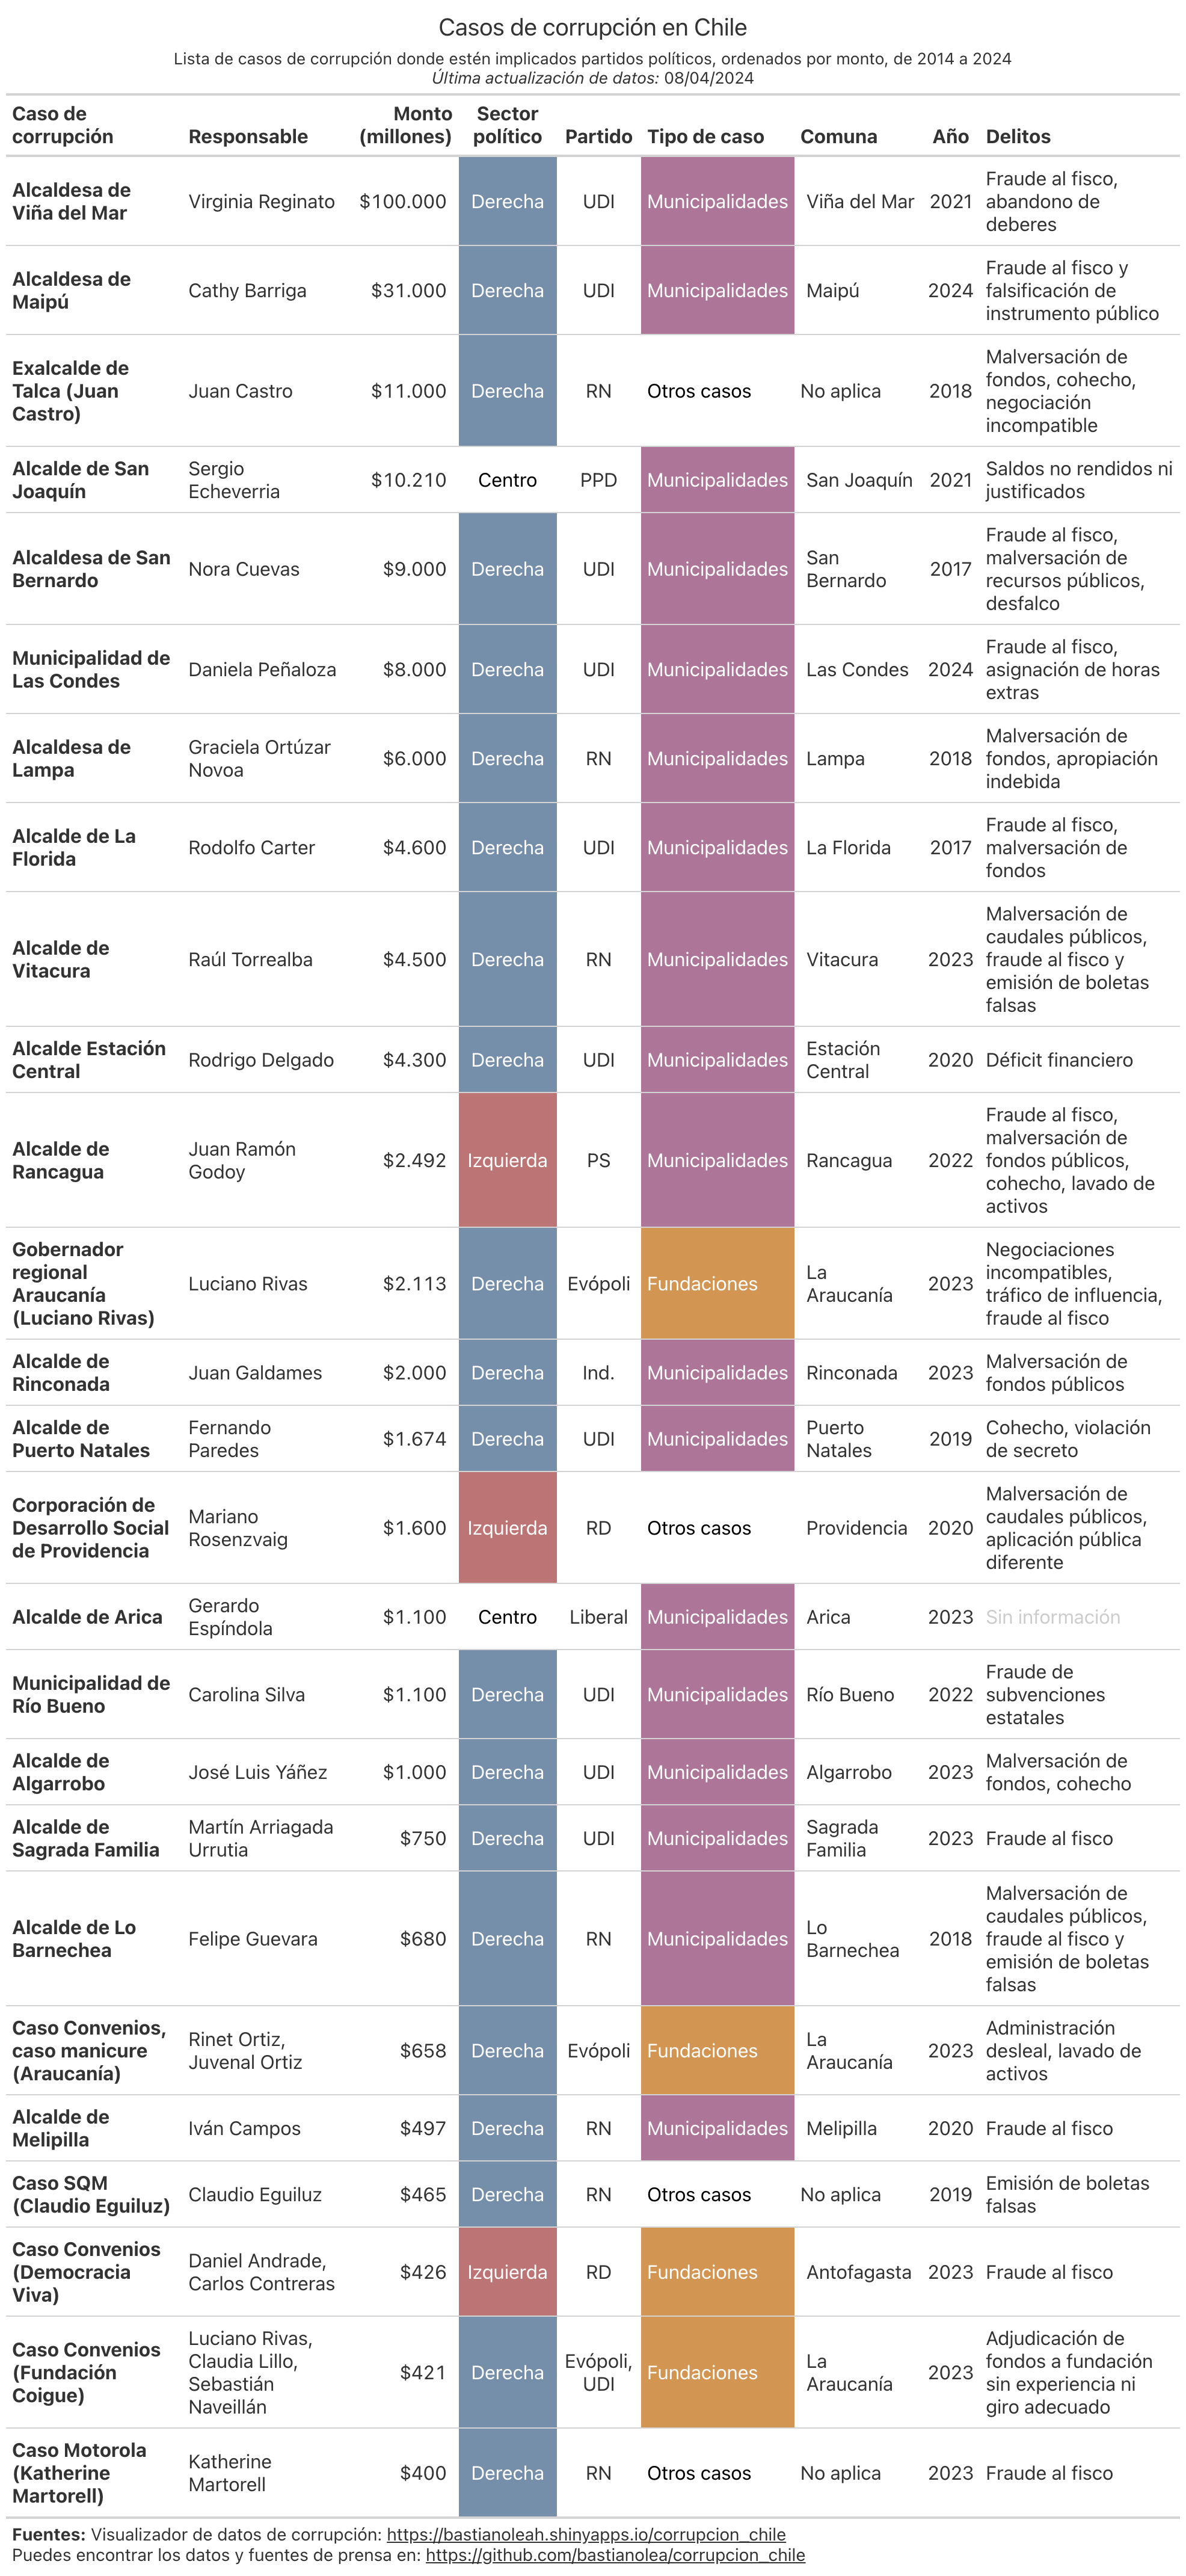 Casos de corrupción en Chile
Lista de casos de corrupción donde estén implicados partidos políticos, ordenados por monto, de 2014 a 2024
Última actualización de datos: 08/04/2024
Caso de corrupción Responsable Monto (millones) Sector político Partido Tipo de caso Comuna Año Delitos
Alcaldesa de Viña del Mar Virginia Reginato $100.000 Derecha UDI Municipalidades Viña del Mar 2021 Fraude al fisco, abandono de deberes
Alcaldesa de Maipú Cathy Barriga $31.000 Derecha UDI Municipalidades Maipú 2024 Fraude al fisco y falsificación de instrumento público
Exalcalde de Talca (Juan Castro) Juan Castro $11.000 Derecha RN Otros casos No aplica 2018 Malversación de fondos, cohecho, negociación incompatible
Alcalde de San Joaquín Sergio Echeverria $10.210 Centro PPD Municipalidades San Joaquín 2021 Saldos no rendidos ni justificados
Alcaldesa de San Bernardo Nora Cuevas $9.000 Derecha UDI Municipalidades San Bernardo 2017 Fraude al fisco, malversación de recursos públicos, desfalco
Municipalidad de Las Condes Daniela Peñaloza $8.000 Derecha UDI Municipalidades Las Condes 2024 Fraude al fisco, asignación de horas extras
Alcaldesa de Lampa Graciela Ortúzar Novoa $6.000 Derecha RN Municipalidades Lampa 2018 Malversación de fondos, apropiación indebida
Alcalde de La Florida Rodolfo Carter $4.600 Derecha UDI Municipalidades La Florida 2017 Fraude al fisco, malversación de fondos
Alcalde de Vitacura Raúl Torrealba $4.500 Derecha RN Municipalidades Vitacura 2023 Malversación de caudales públicos, fraude al fisco y emisión de boletas falsas
Alcalde Estación Central Rodrigo Delgado $4.300 Derecha UDI Municipalidades Estación Central 2020 Déficit financiero
Alcalde de Rancagua Juan Ramón Godoy $2.492 Izquierda PS Municipalidades Rancagua 2022 Fraude al fisco, malversación de fondos públicos, cohecho, lavado de activos
Gobernador regional Araucanía (Luciano Rivas) Luciano Rivas $2.113 Derecha Evópoli Fundaciones La Araucanía 2023 Negociaciones incompatibles, tráfico de influencia, fraude al fisco
Alcalde de Rinconada Juan Galdames $2.000 Derecha Ind. Municipalidades Rinconada 2023 Malversación de fondos públicos
Alcalde de Puerto Natales Fernando Paredes $1.674 Derecha UDI Municipalidades Puerto Natales 2019 Cohecho, violación de secreto
Corporación de Desarrollo Social de Providencia Mariano Rosenzvaig $1.600 Izquierda RD Otros casos Providencia 2020 Malversación de caudales públicos, aplicación pública diferente
Alcalde de Arica Gerardo Espíndola $1.100 Centro Liberal Municipalidades Arica 2023 Sin información
Municipalidad de Río Bueno Carolina Silva $1.100 Derecha UDI Municipalidades Río Bueno 2022 Fraude de subvenciones estatales
Alcalde de Algarrobo José Luis Yáñez $1.000 Derecha UDI Municipalidades Algarrobo 2023 Malversación de fondos, cohecho
Alcalde de Sagrada Familia Martín Arriagada Urrutia $750 Derecha UDI Municipalidades Sagrada Familia 2023 Fraude al fisco
Alcalde de Lo Barnechea Felipe Guevara $680 Derecha RN Municipalidades Lo Barnechea 2018 Malversación de caudales públicos, fraude al fisco y emisión de boletas falsas
Caso Convenios, caso manicure (Araucanía) Rinet Ortiz, Juvenal Ortiz $658 Derecha Evópoli Fundaciones La Araucanía 2023 Administración desleal, lavado de activos
Alcalde de Melipilla Iván Campos $497 Derecha RN Municipalidades Melipilla 2020 Fraude al fisco
Caso SQM (Claudio Eguiluz) Claudio Eguiluz $465 Derecha RN Otros casos No aplica 2019 Emisión de boletas falsas
Caso Convenios (Democracia Viva) Daniel Andrade, Carlos Contreras $426 Izquierda RD Fundaciones Antofagasta 2023 Fraude al fisco
Caso Convenios (Fundación Coigue) Luciano Rivas, Claudia Lillo, Sebastián Naveillán $421 Derecha Evópoli, UDI Fundaciones La Araucanía 2023 Adjudicación de fondos a fundación sin experiencia ni giro adecuado
Caso Motorola (Katherine Martorell) Katherine Martorell $400 Derecha RN Otros casos No aplica 2023 Fraude al fisco
Fuentes: Visualizador de datos de corrupción: https://bastianoleah.shinyapps.io/corrupcion_chile
Puedes encontrar los datos y fuentes de prensa en: https://github.com/bastianolea/corrupcion_chile